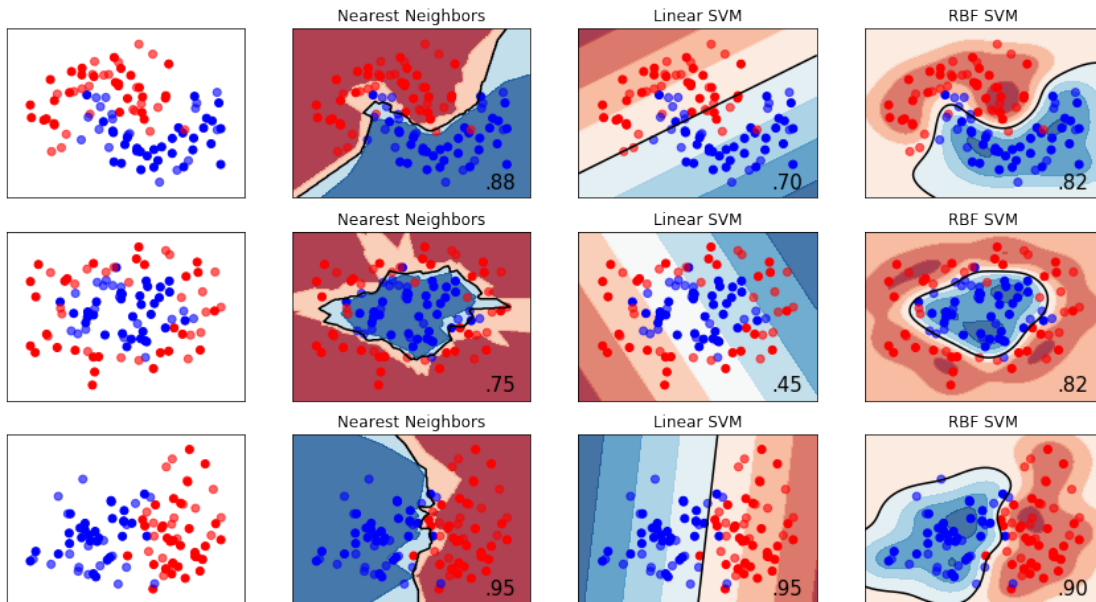 Nearest Neighbors
Linear SVM
RBF SVM
.88
.70
.82
Nearest Neighbors
Linear SVM
RBF SVM
.75
.45
.82
Nearest Neighbors
Linear SVM
RBF SVM
.95
.95
.90